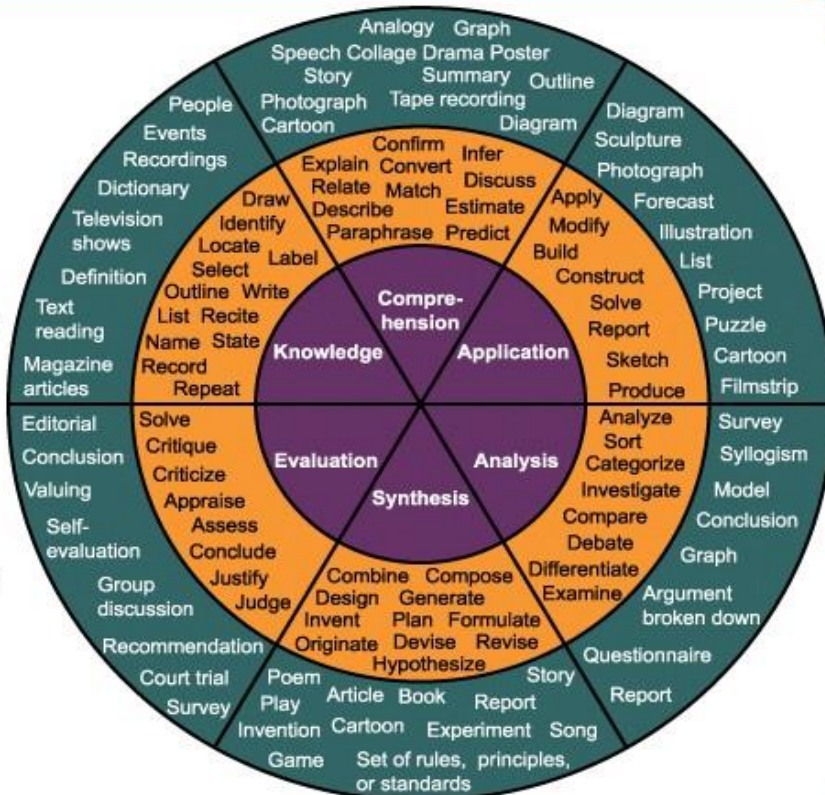 Analogy Graph
Speech Collage Drama Poster
Story Summary Outline
Photograph Tape recording
Cartoon Diagram
Confirm Infer
Explain Convert
Relate Match Discuss
Describe Estimate
Paraphrase Predict
Compre-
hension
Diagram
Sculpture
Photograph
Forecast
Illustration
List
Project
Puzzle
Cartoon
Filmstrip
Apply
Modify
Build
Construct
Solve
Report
Sketch
Produce
Application
Survey
Syllogism
Model
Conclusion
Graph
Argument
broken down
Questionnaire
Report
Analyze
Sort
Categorize
Investigate
Compare
Debate
Differentiate
Examine
Analysis
Synthesis
Combine Compose
Design Generate
Invent Plan Formulate
Originate Devise Revise
Hypothesize
Poem Story
Play Article Book Report
Invention Cartoon Experiment Song
Game Set of rules, principles,
or standards
Evaluation
Solve
Critique
Criticize
Appraise
Assess
Conclude
Justify
Judge
Editorial
Conclusion
Valuing
Self-
evaluation
Group
discussion
Recommendation
Court trial
Survey
Knowledge
Draw
Identify
Locate
Select Label
Outline Write
List Recite
Name State
Record
Repeat
People
Events
Recordings
Dictionary
Television
shows
Definition
Text
reading
Magazine
articles